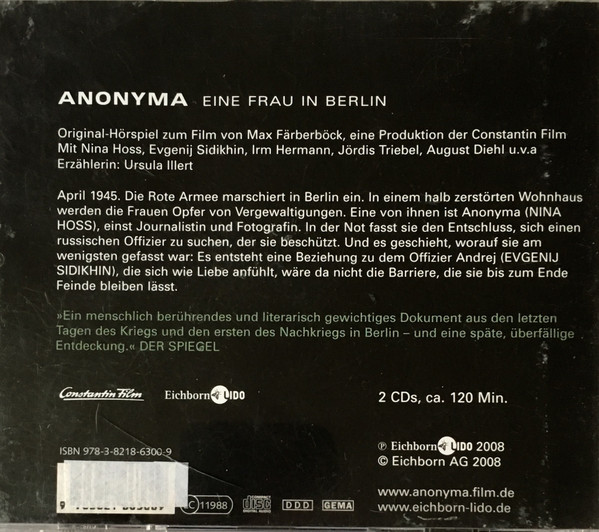 ANONYMA EINE FRAU IN BERLIN
Original-Hörspiel zum Film von Max Färberböck, eine Produktion der Constantin Film
Mit Nina Hoss, Evgenij Sidikhin, Irm Hermann, Jördis Triebel, August Diehl u.v.a
Erzählerin: Ursula Illert
April 1945. Die Rote Armee marschiert in Berlin ein. In einem halb zerstörten Wohnhaus
werden die Frauen Opfer von Vergewaltigungen. Eine von ihnen ist Anonyma (NINA
HOSS), einst Journalistin und Fotografin. In der Not fasst sie den Entschluss, sich einen
russischen Offizier zu suchen, der sie beschützt. Und es geschieht, worauf sie am
wenigsten gefasst war: Es entsteht eine Beziehung zu dem Offizier Andrej (EVGENIJ
SIDIKHIN), die sich wie Liebe anfühlt, wäre da nicht die Barriere, die sie bis zum Ende
Feinde bleiben lässt.
»Ein menschlich berührendes und literarisch gewichtiges Dokument aus den letzten
Tagen des Kriegs und den ersten des Nachkriegs in Berlin – und eine späte, überfällige
Entdeckung.« DER SPIEGEL
Constantin Film Eichborn LIDO 2 CDs, ca. 120 Min.
ISBN 978-3-8218-6300-9
℗ Eichborn LIDO 2008
© Eichborn AG 2008
LC 11988 COMPACT disc DIGITAL AUDIO DDD GEMA
www.anonyma.film.de
www.eichborn-lido.de